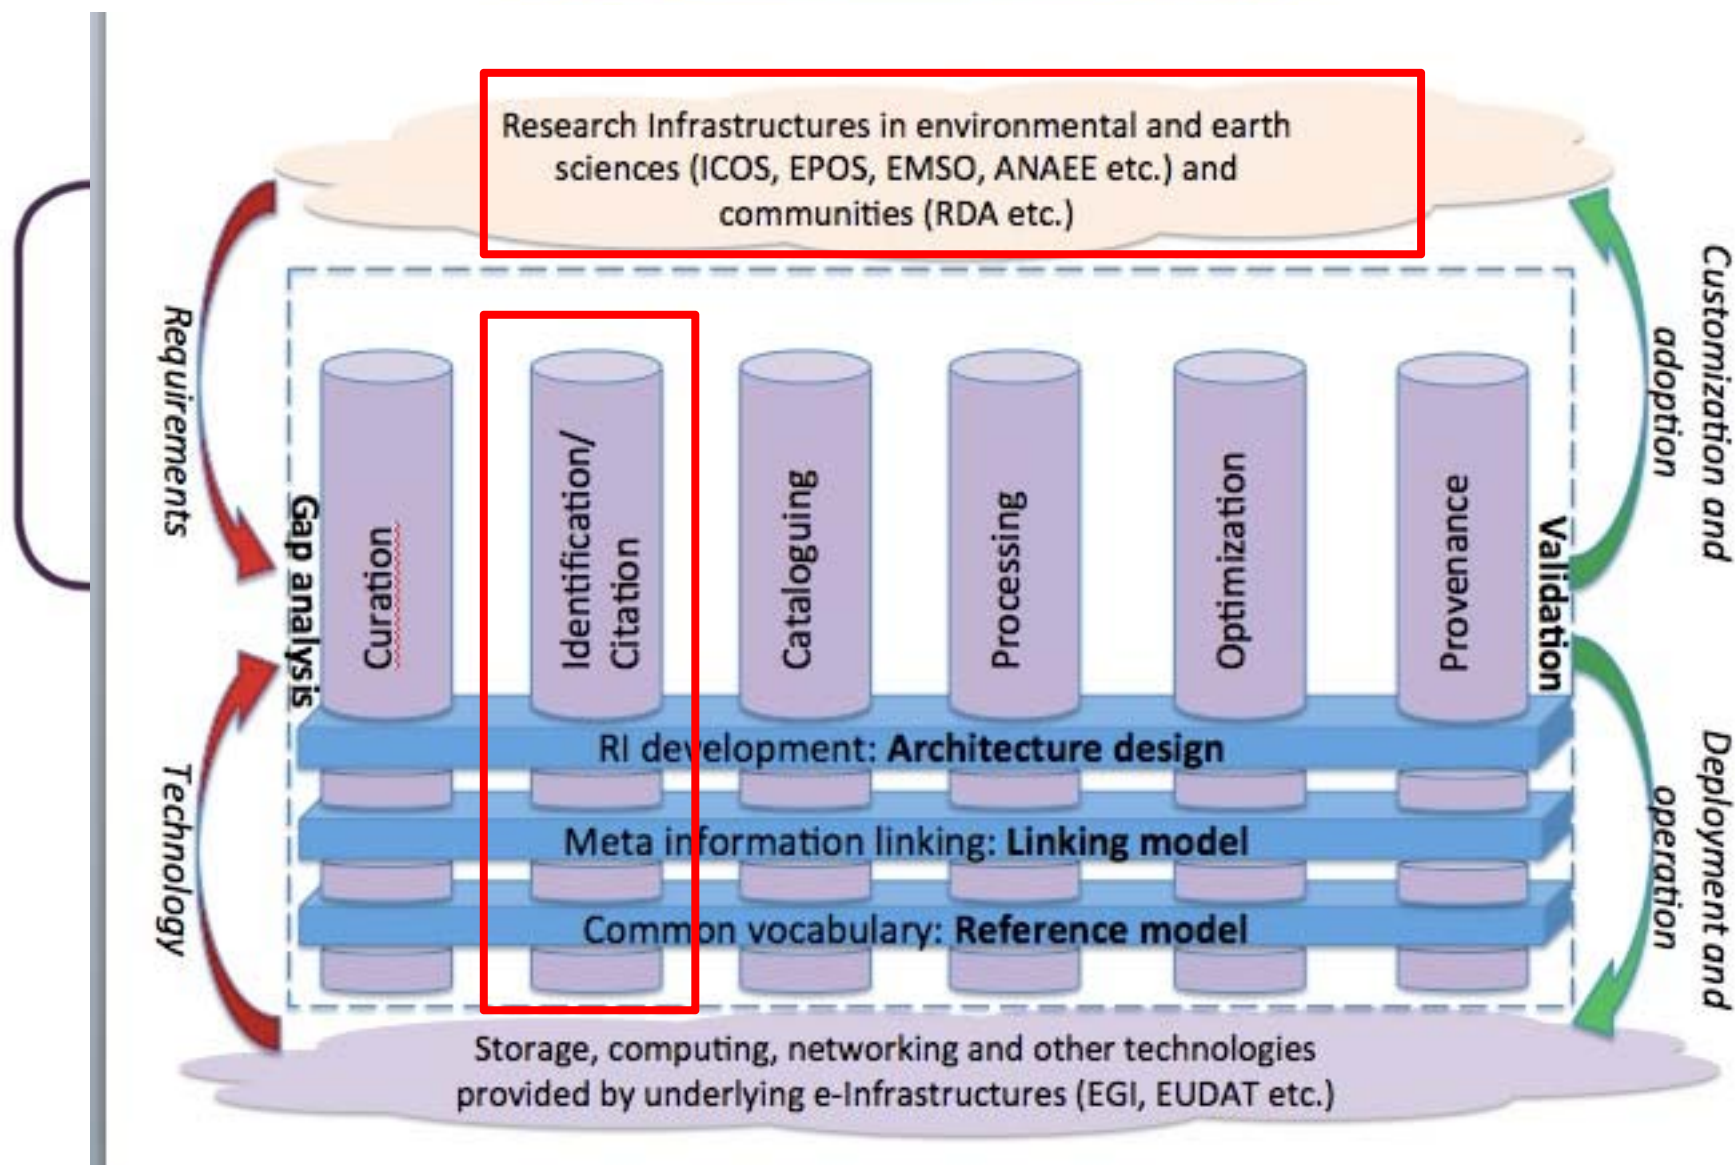 Research Infrastructures in environmental and earth
sciences (ICOS, EPOS, EMSO, ANAEE etc.) and
communities (RDA etc.)
Requirements
Technology
Gap analysis
Curation
Identification/
Citation
Cataloguing
Processing
Optimization
Provenance
Validation
Customization and
adoption
Deployment and
operation
RI development: Architecture design
Meta information linking: Linking model
Common vocabulary: Reference model
Storage, computing, networking and other technologies
provided by underlying e-Infrastructures (EGI, EUDAT etc.)